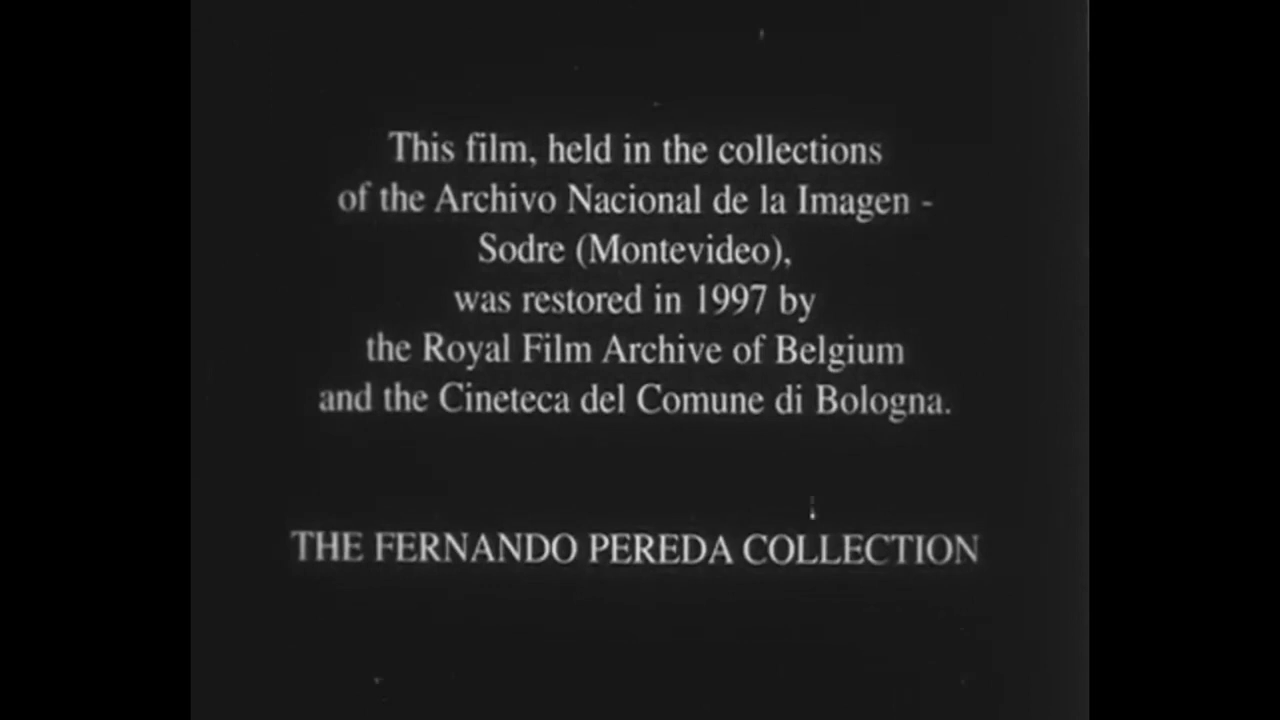 This film, held in the collections
of the Archivo Nacional de la Imagen -
Sodre (Montevideo),
was restored in 1997 by
the Royal Film Archive of Belgium
and the Cineteca del Comune di Bologna.
THE FERNANDO PEREDA COLLECTION